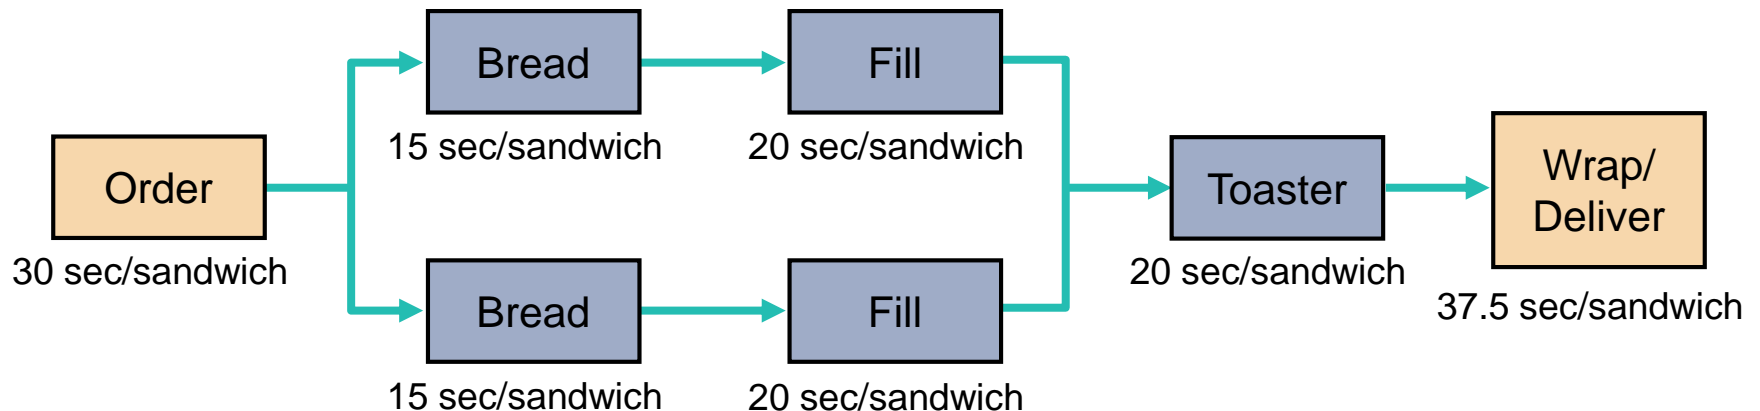 Order
30 sec/sandwich
Bread
15 sec/sandwich
Fill
20 sec/sandwich
Bread
15 sec/sandwich
Fill
20 sec/sandwich
Toaster
20 sec/sandwich
Wrap/
Deliver
37.5 sec/sandwich